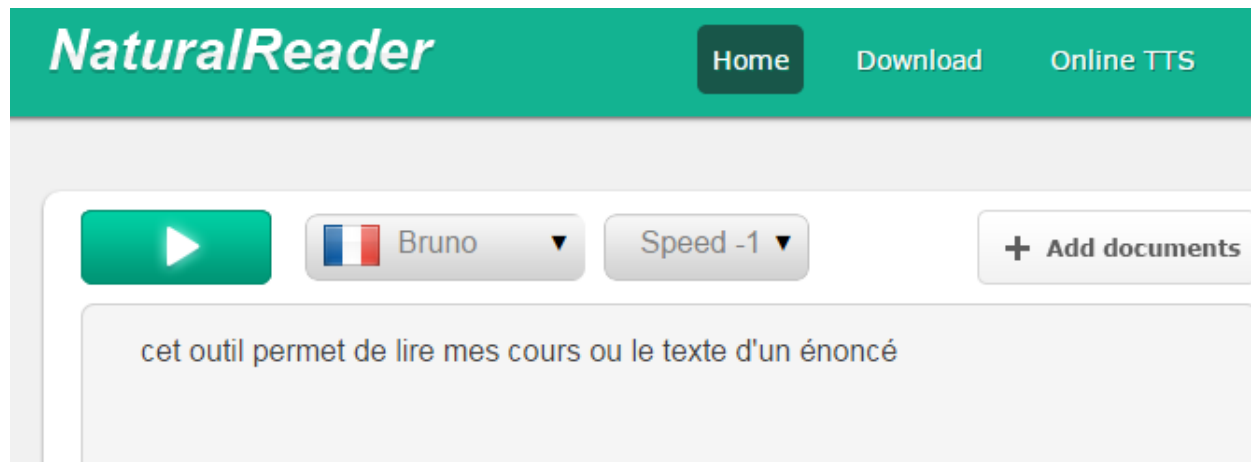 NaturalReader Home Download Online TTS
Bruno Speed -1 + Add documents
cet outil permet de lire mes cours ou le texte d'un énoncé